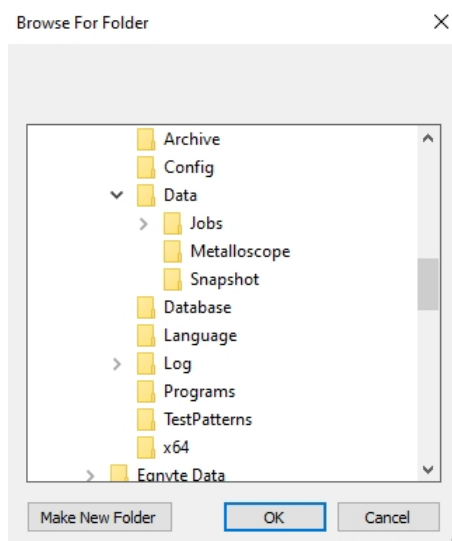 Browse For Folder
Archive
Config
Data
Jobs
Metalloscope
Snapshot
Database
Language
Log
Programs
TestPatterns
x64
Egnyte Data
Make New Folder OK Cancel